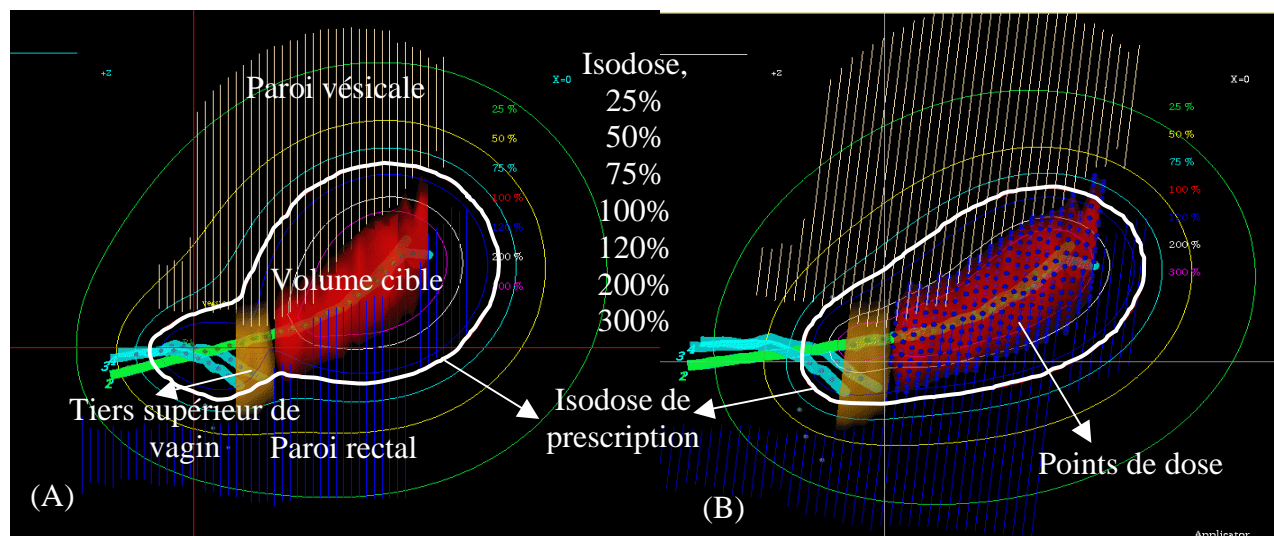 +Z
X=0
Paroi vésicale
25 %
50 %
75 %
100 %
120 %
200 %
Volume cible
3
2
Tiers supérieur de
vagin
Paroi rectal
(A)
Isodose,
25%
50%
75%
100%
120%
200%
300%
Isodose de
prescription
+Z
X=0
25 %
50 %
75 %
100 %
200 %
300 %
3
2
Points de dose
(B)
Applicator